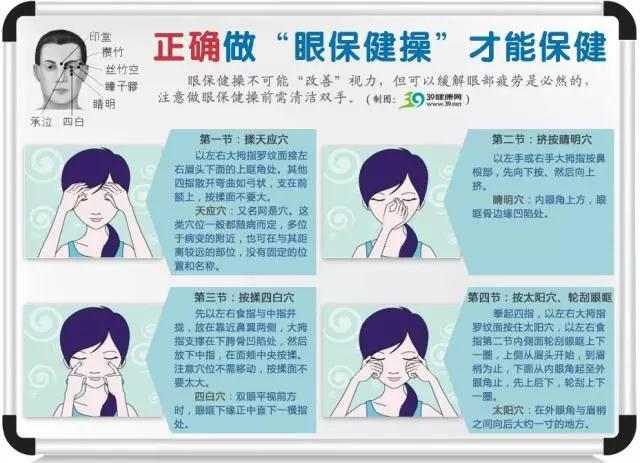 正确做“眼保健操”才能保健
印堂
攒竹
丝竹空
瞳子髎
睛明
承泣 四白
眼保健操不可能“改善”视力，但可以缓解眼部疲劳是必然的，
注意做眼保健操前需清洁双手。（制图：39健康网
www.39.net）
第一节：揉天应穴
以左右大拇指罗纹面接左
右眉头下面的上眶角处。其
他四指散开弯曲如弓状，支在前
额上，按揉面不要大。
天应穴：又名阿是穴。这
类穴位一般都随病而定，多位
于病变的附近，也可在与其距
离较远的部位，没有固定的位
置和名称。
第二节：挤按睛明穴
以左手或右手大拇指按鼻
根部，先向下按、然后向上
挤。
睛明穴：内眼角上方，眼
眶骨边缘凹陷处。
第三节：按揉四白穴
先以左右食指与中指并
拢，放在靠近鼻翼两侧，大拇
指支撑在下腭骨凹陷处，然后
放下中指，在面颊中央按揉。
注意穴位不需移动，按揉面不
要太大。
四白穴：双眼平视前方
时，眼眶下缘正中直下一横指
处。
第四节：按太阳穴、轮刮眼眶
拳起四指，以左右大拇指
罗纹面按住太阳穴，以左右食
指第二节内侧面轮刮眼眶上下
一圈，上侧从眉头开始，到眉
梢为止，下面从内眼角起至外
眼角止，先上后下，轮刮上下
一圈。
太阳穴：在外眼角与眉梢
之间向后大约一寸的地方。